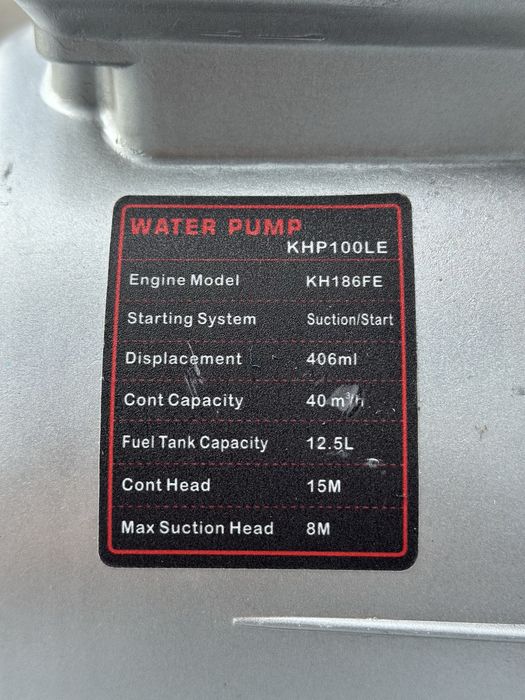 WATER PUMP
KHP100LE
Engine Model KH186FE
Starting System Suction/Start
Displacement 406ml
Cont Capacity 40 m³/h
Fuel Tank Capacity 12.5L
Cont Head 15M
Max Suction Head 8M